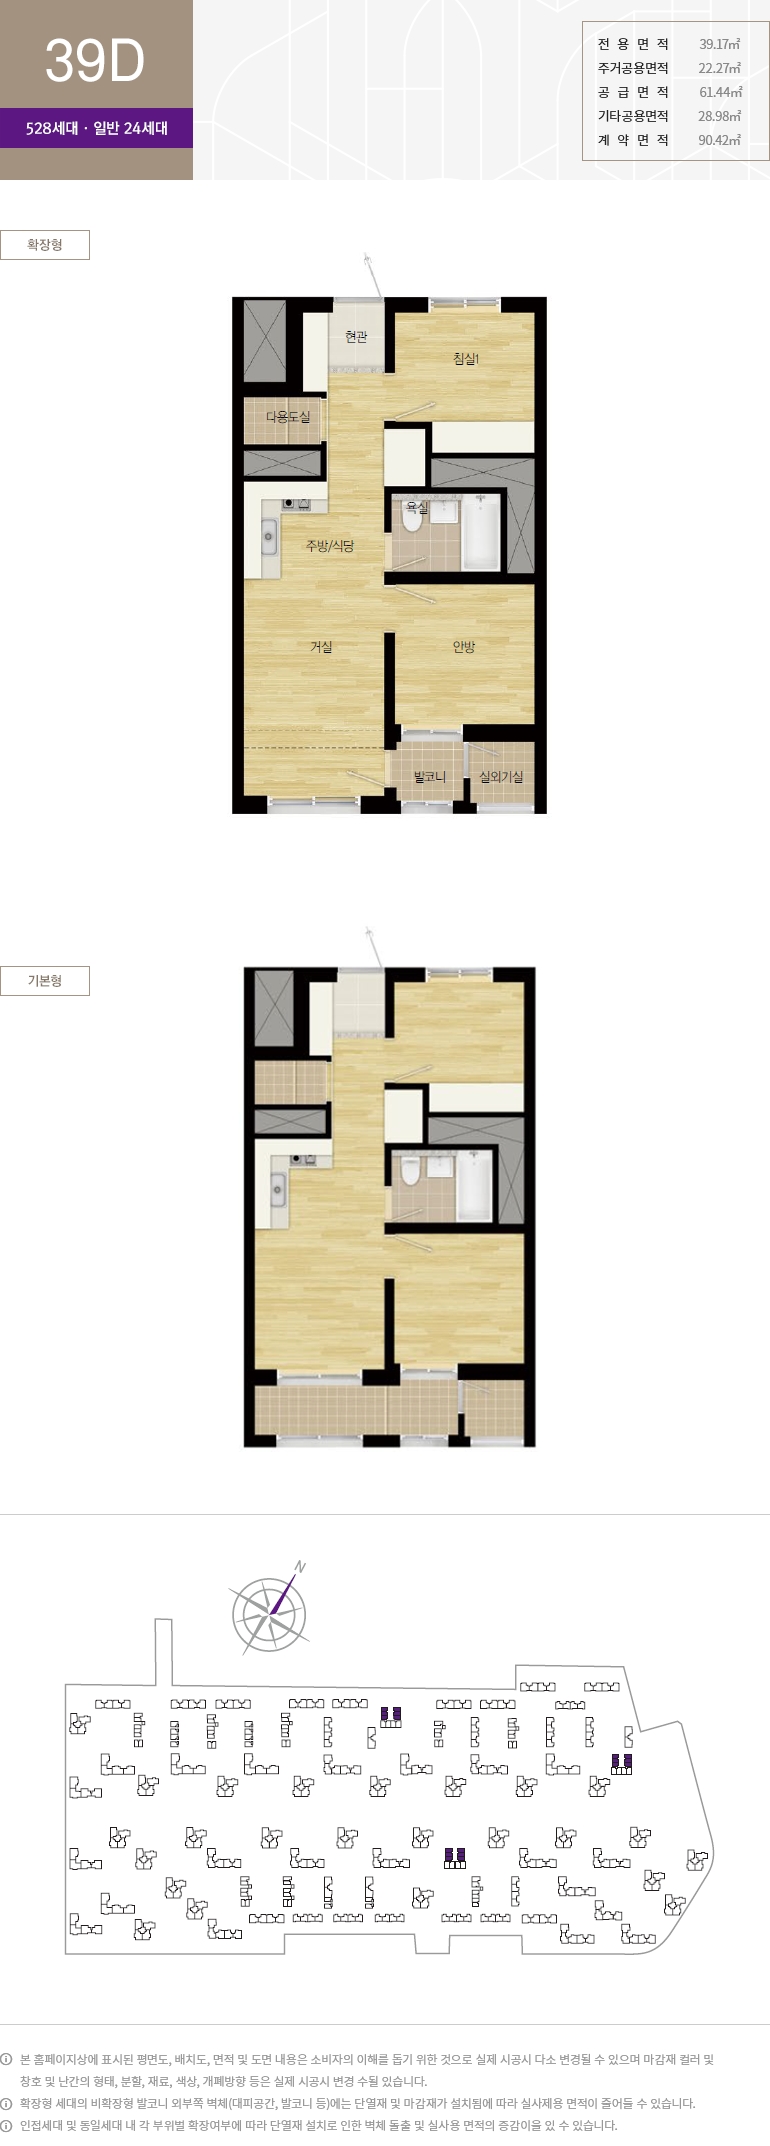 39D
528세대 · 일반 24세대
전 용 면 적 39.17㎡
주거공용면적 22.27㎡
공 급 면 적 61.44㎡
기타공용면적 28.98㎡
계 약 면 적 90.42㎡
확장형
현관
침실1
다용도실
욕실
주방/식당
거실
안방
발코니
실외기실
기본형
N
본 홈페이지상에 표시된 평면도, 배치도, 면적 및 도면 내용은 소비자의 이해를 돕기 위한 것으로 실제 시공시 다소 변경될 수 있으며 마감재 컬러 및
창호 및 난간의 형태, 분할, 재료, 색상, 개폐방향 등은 실제 시공시 변경 수될 있습니다.
확장형 세대의 비확장형 발코니 외부쪽 벽체(대피공간, 발코니 등)에는 단열재 및 마감재가 설치됨에 따라 실사제용 면적이 줄어들 수 있습니다.
인접세대 및 동일세대 내 각 부위별 확장여부에 따라 단열재 설치로 인한 벽체 돌출 및 실사용 면적의 증감이을 있 수 있습니다.